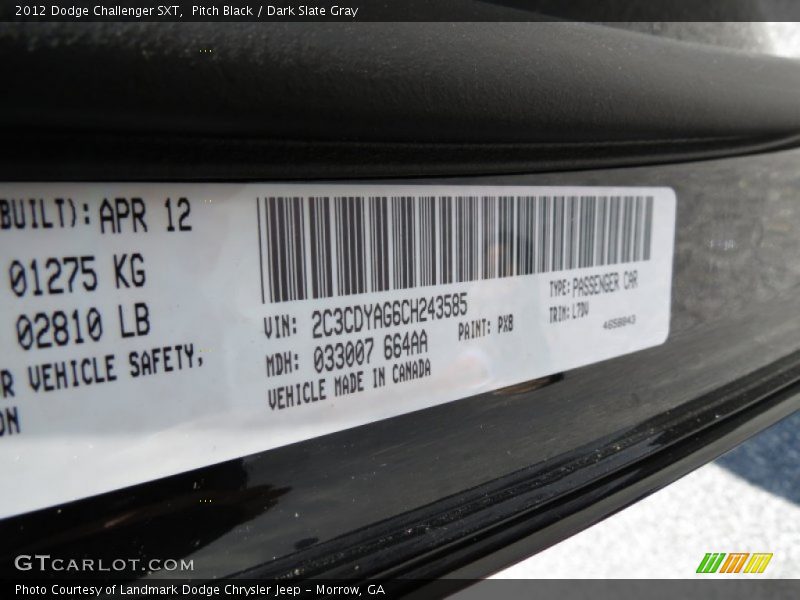 2012 Dodge Challenger SXT,  Pitch Black / Dark Slate Gray
BUILT): APR 12
01275 KG
02810 LB
R VEHICLE SAFETY,
ON
VIN: 2C3CDYAG6CH243585
MDH: 033007 664AA
PAINT: PX8
VEHICLE MADE IN CANADA
TYPE: PASSENGER CAR
TRIM: L7DV
4658843
GTCARLOT.COM
Photo Courtesy of Landmark Dodge Chrysler Jeep - Morrow, GA